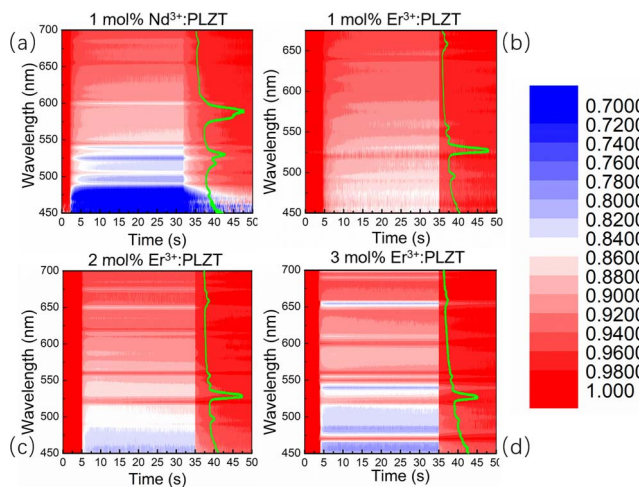 1 mol% Nd³⁺:PLZT
1 mol% Er³⁺:PLZT
(a)
(b)
Wavelength (nm)
700
650
600
550
500
450
0 5 10 15 20 25 30 35 40 45 50
Time (s)
Wavelength (nm)
650
600
550
500
450
0 5 10 15 20 25 30 35 40 45 50
Time (s)
2 mol% Er³⁺:PLZT
3 mol% Er³⁺:PLZT
(c)
(d)
Wavelength (nm)
700
650
600
550
500
450
0 5 10 15 20 25 30 35 40 45 50
Time (s)
Wavelength (nm)
700
650
600
550
500
450
0 5 10 15 20 25 30 35 40 45 50
Time (s)
0.7000
0.7200
0.7400
0.7600
0.7800
0.8000
0.8200
0.8400
0.8600
0.8800
0.9000
0.9200
0.9400
0.9600
0.9800
1.000